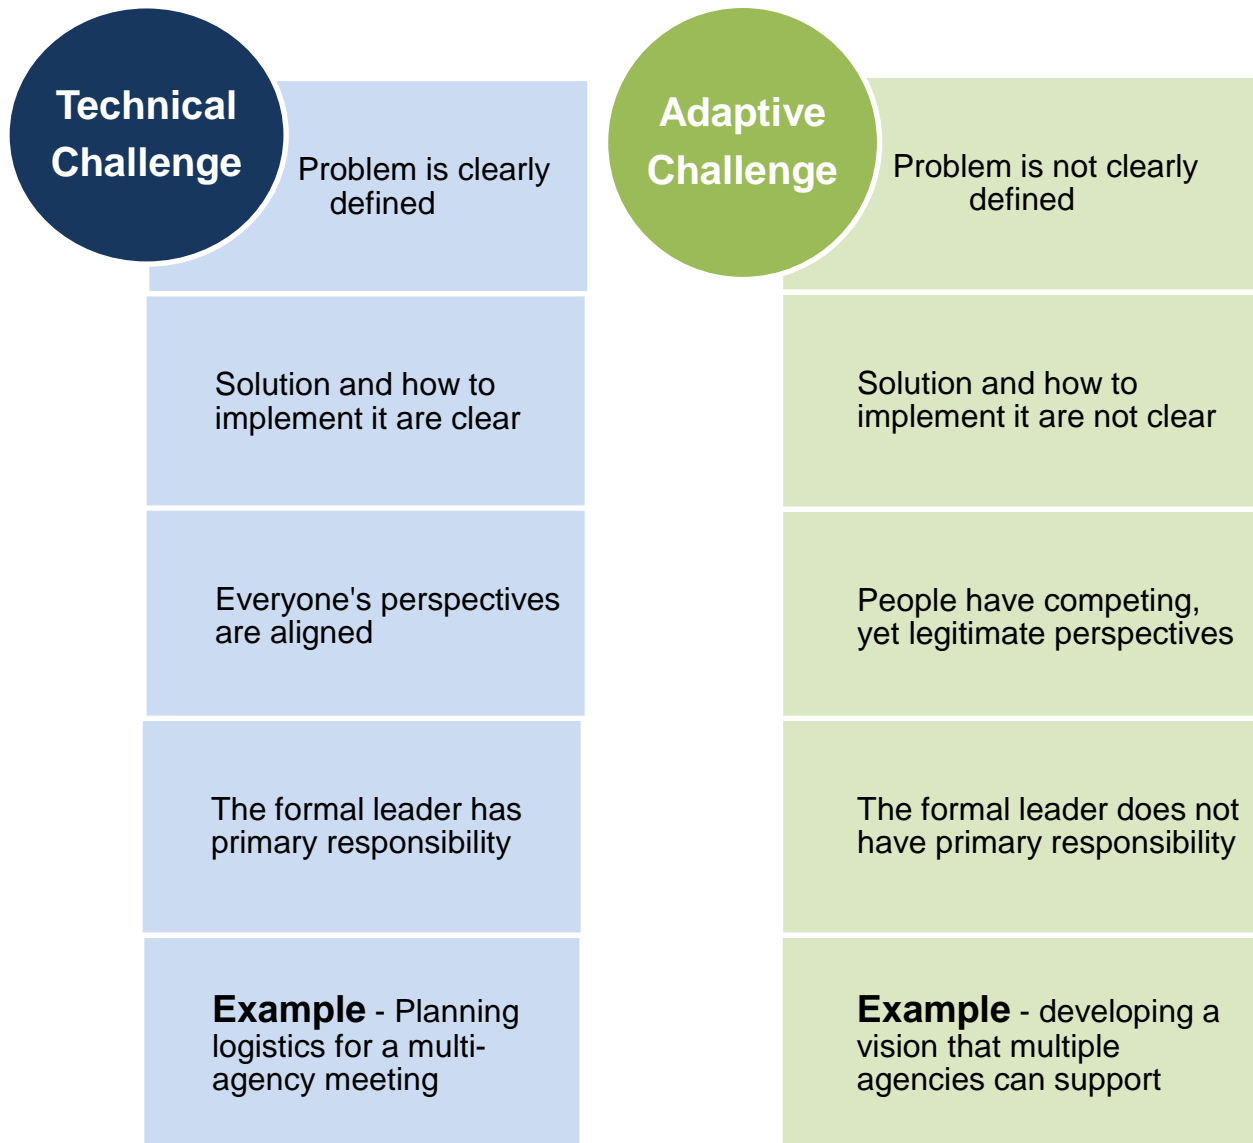 Technical
Challenge
Problem is clearly
defined
Solution and how to
implement it are clear
Everyone's perspectives
are aligned
The formal leader has
primary responsibility
Example - Planning
logistics for a multi-
agency meeting
Adaptive
Challenge
Problem is not clearly
defined
Solution and how to
implement it are not clear
People have competing,
yet legitimate perspectives
The formal leader does not
have primary responsibility
Example - developing a
vision that multiple
agencies can support